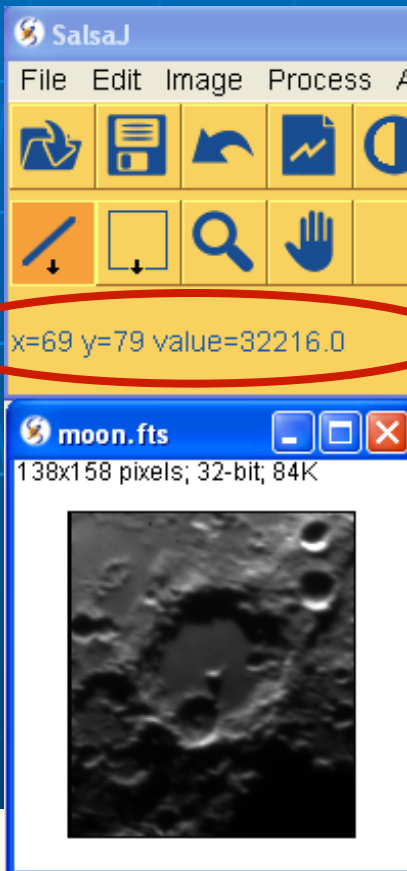 SalsaJ
File Edit Image Process A
x=69 y=79 value=32216.0
moon.fts
138x158 pixels; 32-bit; 84K